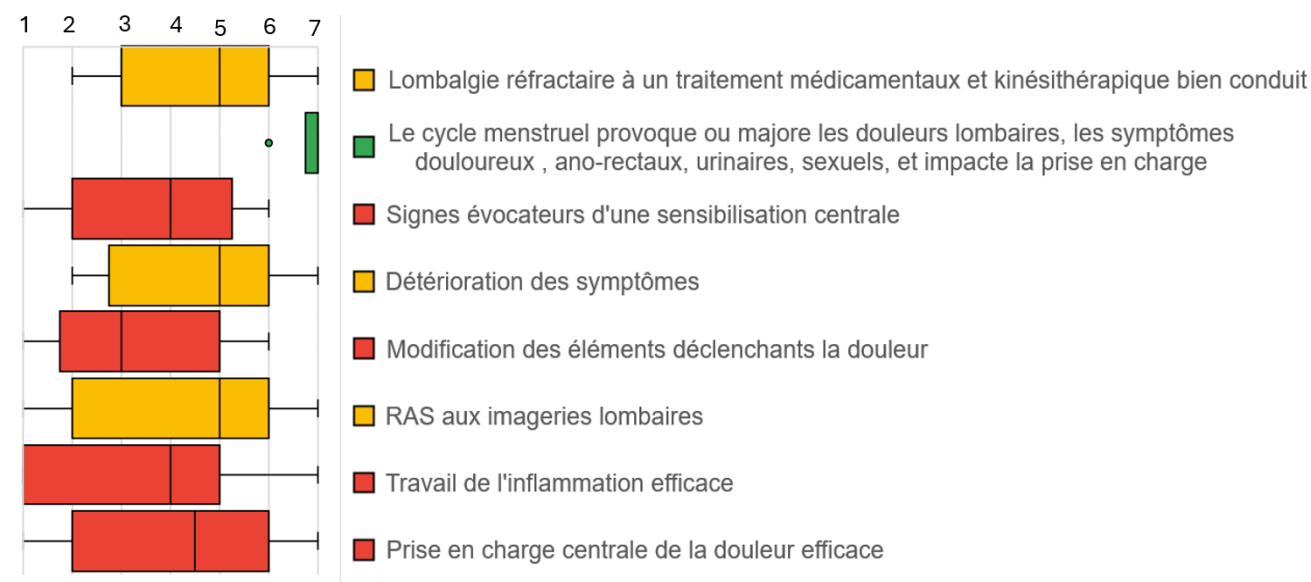 1 2 3 4 5 6 7
Lombalgie réfractaire à un traitement médicamentaux et kinésithérapique bien conduit
Le cycle menstruel provoque ou majore les douleurs lombaires, les symptômes
douloureux , ano-rectaux, urinaires, sexuels, et impacte la prise en charge
Signes évocateurs d'une sensibilisation centrale
Détérioration des symptômes
Modification des éléments déclenchants la douleur
RAS aux imageries lombaires
Travail de l'inflammation efficace
Prise en charge centrale de la douleur efficace